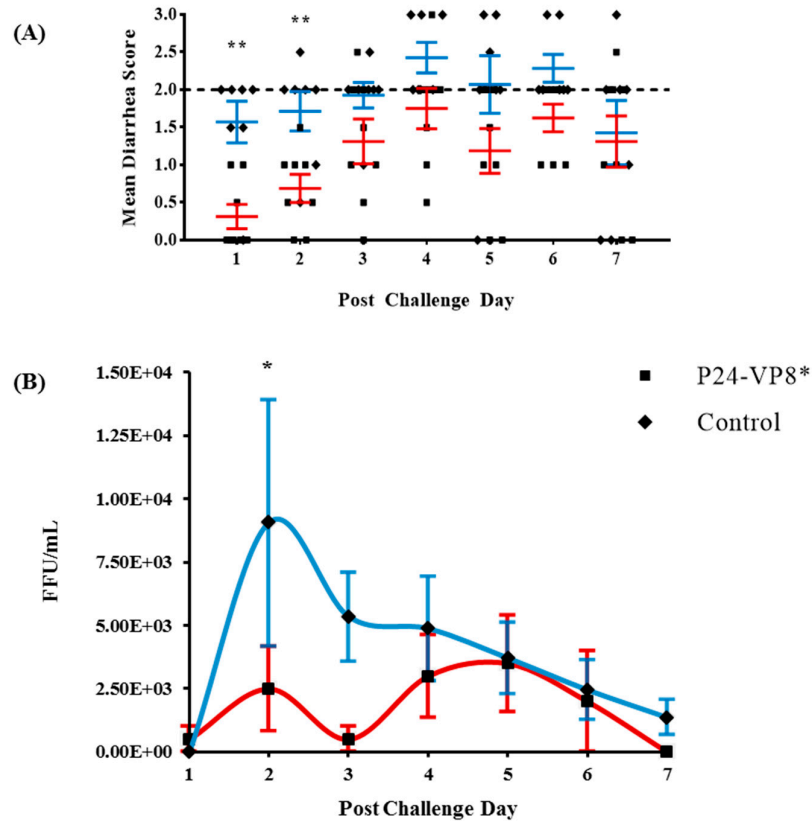 (A)
Mean Diarrhea Score
3.0
2.5
2.0
1.5
1.0
0.5
0.0
** **
1 2 3 4 5 6 7
Post Challenge Day
(B)
FFU/mL
1.50E+04
1.25E+04
1.00E+04
7.50E+03
5.00E+03
2.50E+03
0.00E+00
*
P24-VP8*
Control
1 2 3 4 5 6 7
Post Challenge Day